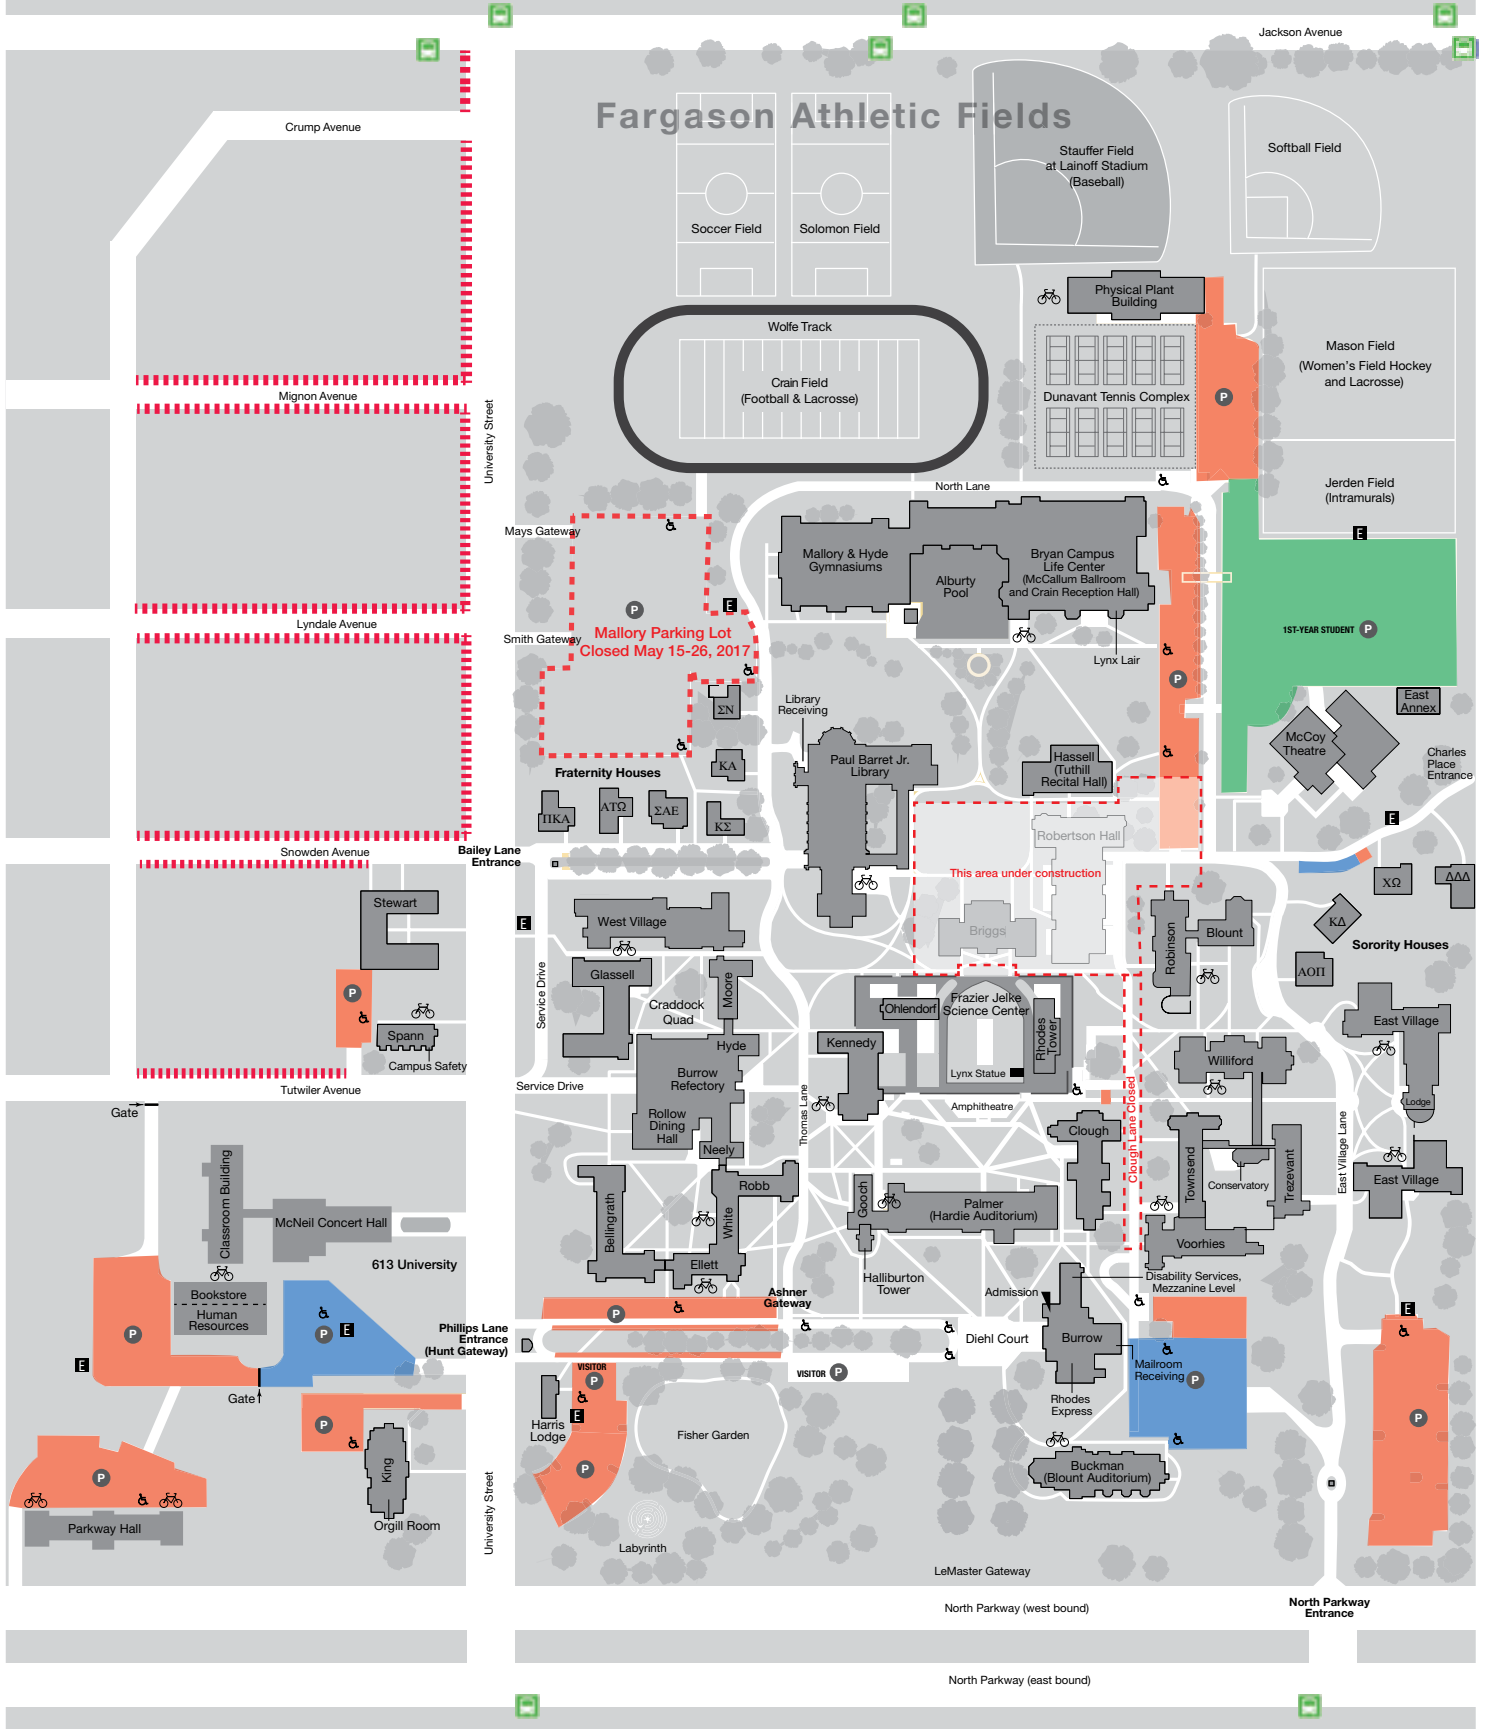 Jackson Avenue
Crump Avenue
Fargason Athletic Fields
Stauffer Field
at Lainoff Stadium
(Baseball)
Softball Field
Soccer Field
Solomon Field
Physical Plant
Building
Wolfe Track
Crain Field
(Football & Lacrosse)
Mason Field
(Women's Field Hockey
and Lacrosse)
Dunavant Tennis Complex
P
Mignon Avenue
University Street
North Lane
Jerden Field
(Intramurals)
E
Mays Gateway
Mallory & Hyde
Gymnasiums
Alburty
Pool
Bryan Campus
Life Center
(McCallum Ballroom
and Crain Reception Hall)
P
E
Lyndale Avenue
Smith Gateway
Mallory Parking Lot
Closed May 15-26, 2017
1ST-YEAR STUDENT P
Lynx Lair
P
East
Annex
ΣΝ
Library
Receiving
McCoy
Theatre
Charles
Place
Entrance
Fraternity Houses
ΚΑ
Paul Barret Jr.
Library
Hassell
(Tuthill
Recital Hall)
ΠΚΑ
ΑΤΩ
ΣΑΕ
ΚΣ
Robertson Hall
E
Snowden Avenue
Bailey Lane
Entrance
This area under construction
ΧΩ
ΔΔΔ
Stewart
E
West Village
Briggs
Robinson
Blount
ΚΔ
Sorority Houses
ΑΟΠ
Glassell
Moore
Craddock
Quad
Service Drive
P
Ohlendorf
Frazier Jelke
Science Center
Rhodes
Tower
East Village
Spann
Campus Safety
Hyde
Kennedy
Williford
Burrow
Refectory
Lynx Statue
Tutwiler Avenue
Service Drive
Gate
Rollow
Dining
Hall
Neely
Thomas Lane
Amphitheatre
Clough
Clough Lane Closed
Lodge
East Village Lane
Classroom Building
McNeil Concert Hall
Robb
White
Bellingrath
Gooch
Palmer
(Hardie Auditorium)
Townsend
Conservatory
Trezevant
East Village
613 University
Ellett
Voorhies
Bookstore
Human
Resources
Halliburton
Tower
Admission
Disability Services,
Mezzanine Level
Ashner
Gateway
P
P
P
E
E
E
Phillips Lane
Entrance
(Hunt Gateway)
Diehl Court
Burrow
Mailroom
Receiving
P
VISITOR
P
VISITOR P
Gate
Rhodes
Express
Harris
Lodge
E
Fisher Garden
P
P
King
P
P
Buckman
(Blount Auditorium)
Parkway Hall
Orgill Room
University Street
Labyrinth
LeMaster Gateway
North Parkway
Entrance
North Parkway (west bound)
North Parkway (east bound)